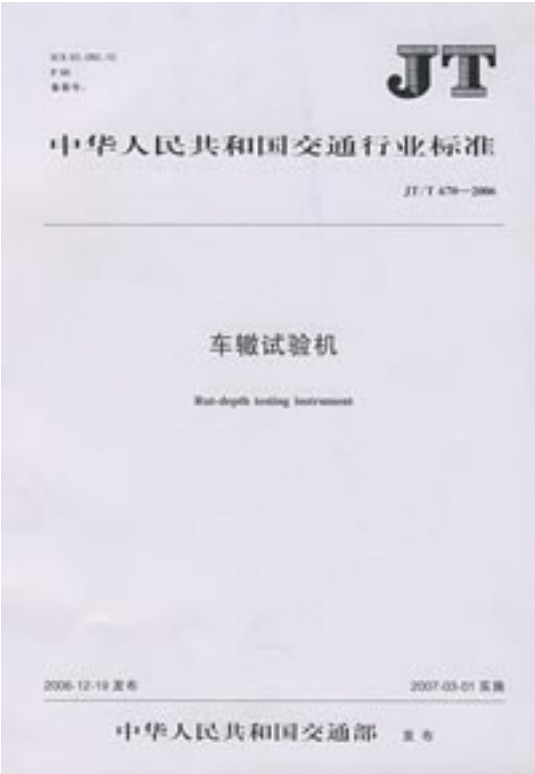 JT
中华人民共和国交通行业标准
JT/T 670—2006
车辙试验机
Rut-depth testing instrument
2006-12-19 发布
2007-03-01 实施
中华人民共和国交通部 发布